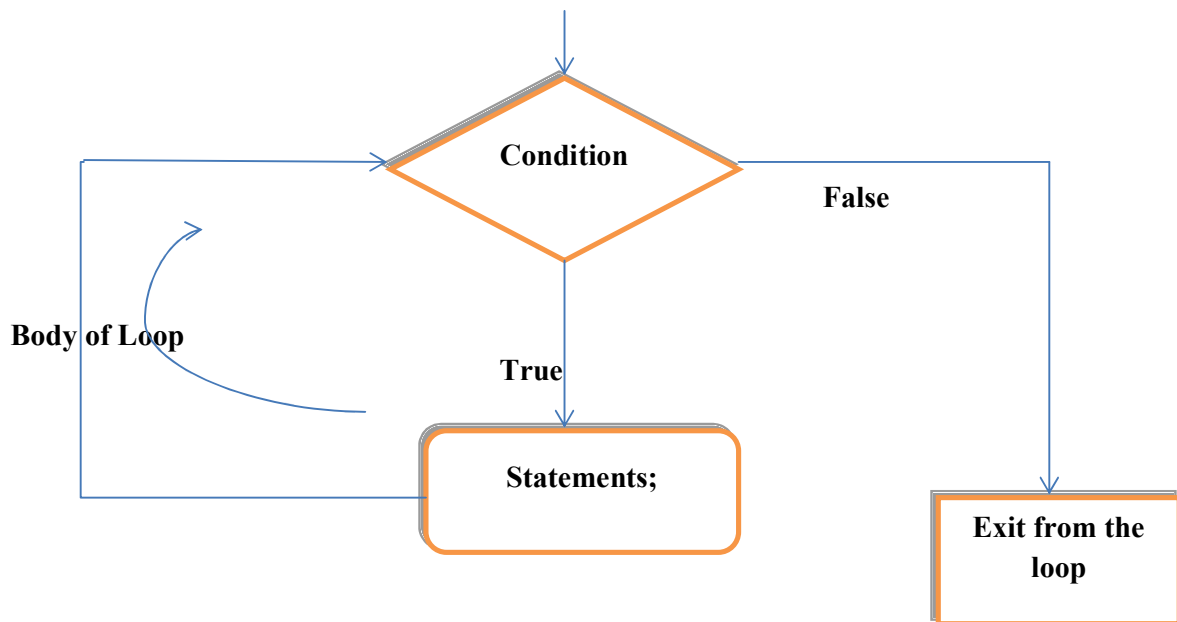 Condition
False
Body of Loop
True
Statements;
Exit from the
loop